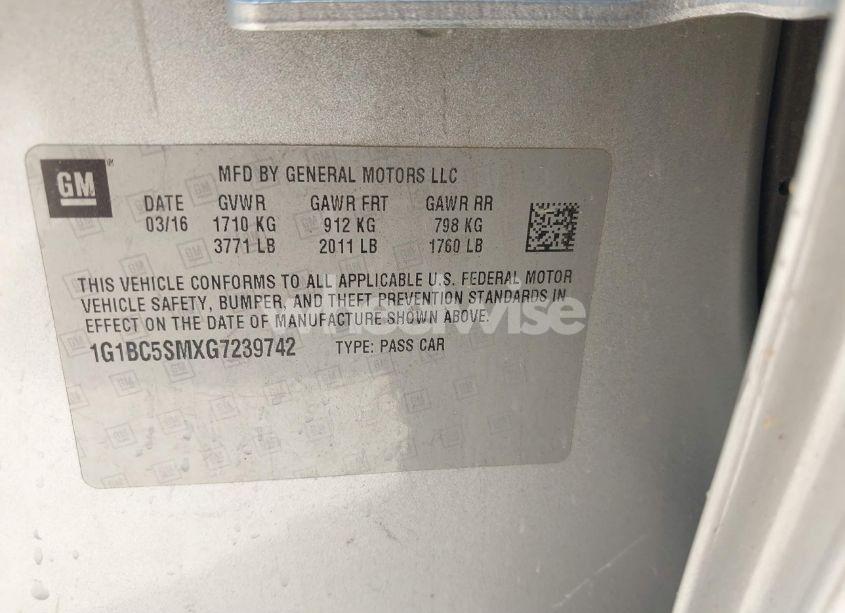 GM
MFD BY GENERAL MOTORS LLC
DATE GVWR GAWR FRT GAWR RR
03/16 1710 KG 912 KG 798 KG
3771 LB 2011 LB 1760 LB
THIS VEHICLE CONFORMS TO ALL APPLICABLE U.S. FEDERAL MOTOR
VEHICLE SAFETY, BUMPER, AND THEFT PREVENTION STANDARDS IN
EFFECT ON THE DATE OF MANUFACTURE SHOWN ABOVE.
1G1BC5SMXG7239742 TYPE: PASS CAR
wheelwise